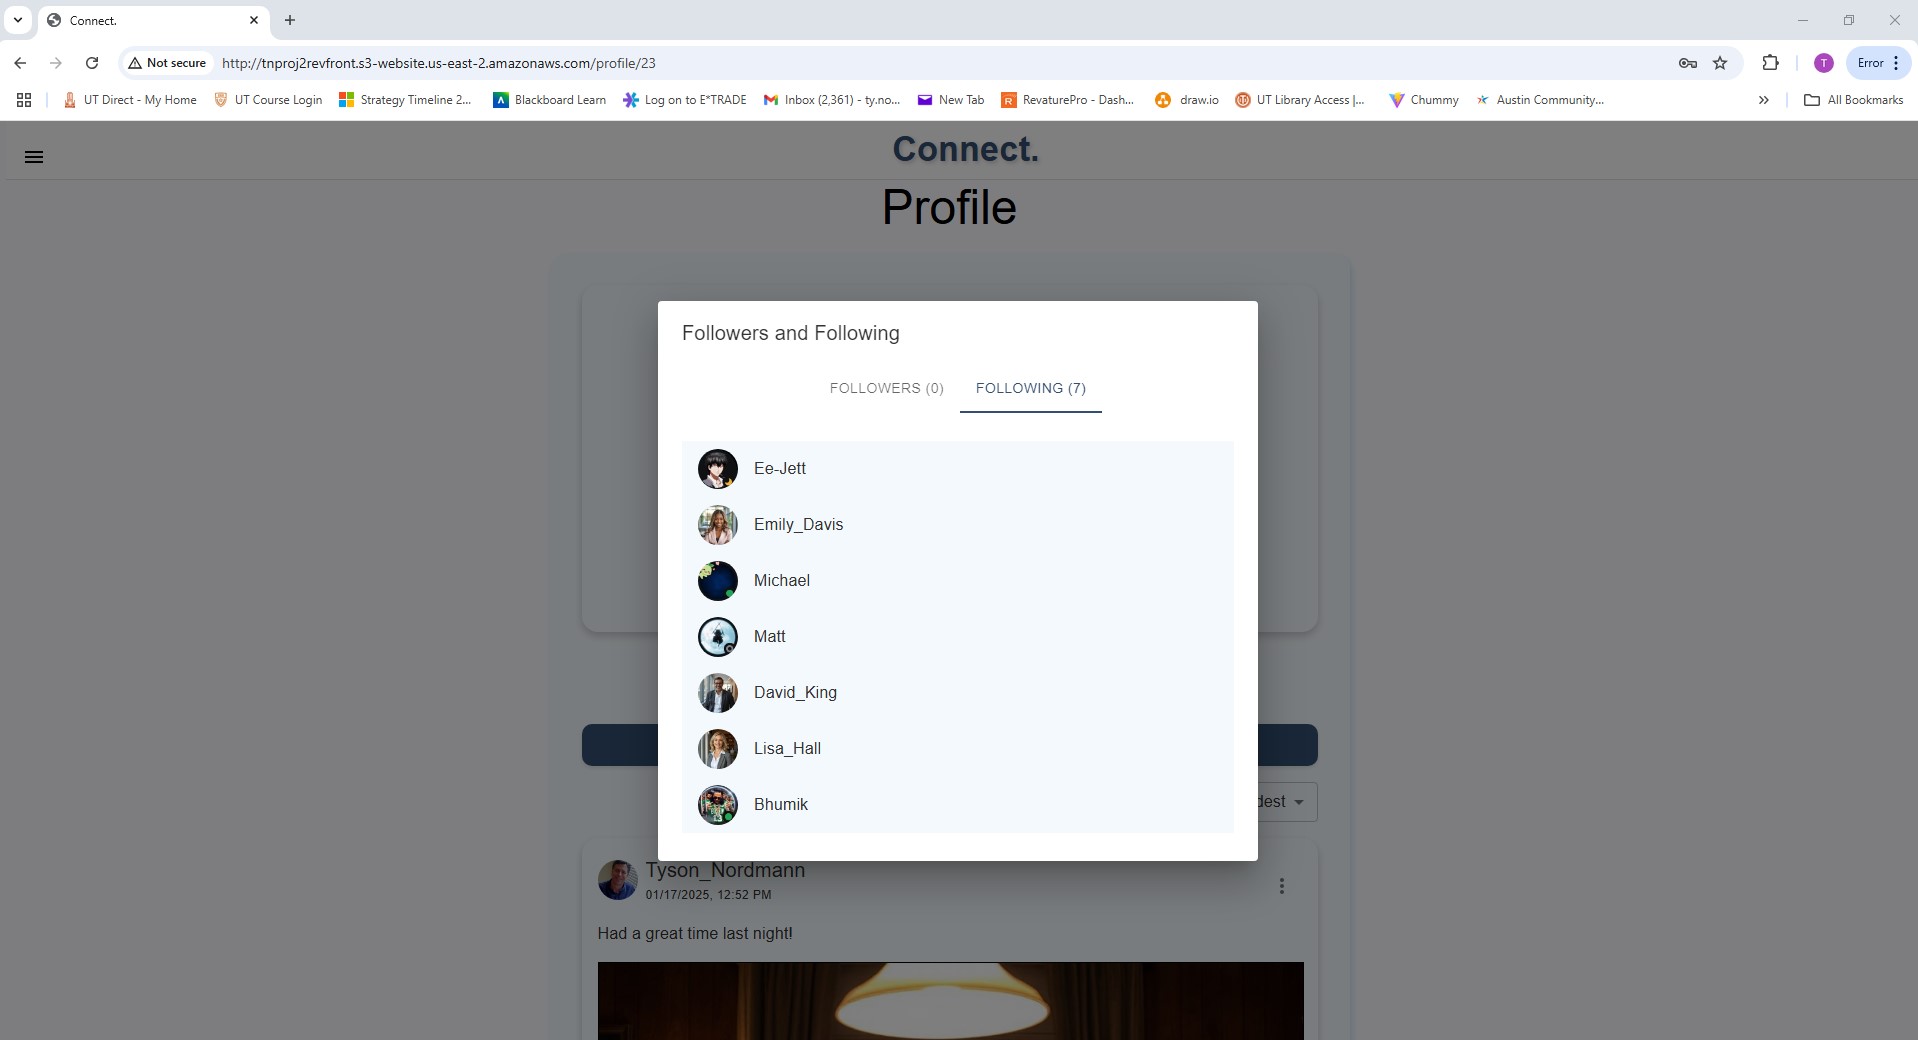 Connect.
Not secure
http://tnproj2revfront.s3-website.us-east-2.amazonaws.com/profile/23
T
Error
UT Direct - My Home
UT Course Login
Strategy Timeline 2...
Blackboard Learn
Log on to E*TRADE
Inbox (2,361) - ty.no...
New Tab
RevaturePro - Dash...
draw.io
UT Library Access |...
Chummy
Austin Community...
All Bookmarks
Connect.
Profile
Followers and Following
FOLLOWERS (0)
FOLLOWING (7)
Ee-Jett
Emily_Davis
Michael
Matt
David_King
Lisa_Hall
Bhumik
dest
Tyson_Nordmann
01/17/2025, 12:52 PM
Had a great time last night!